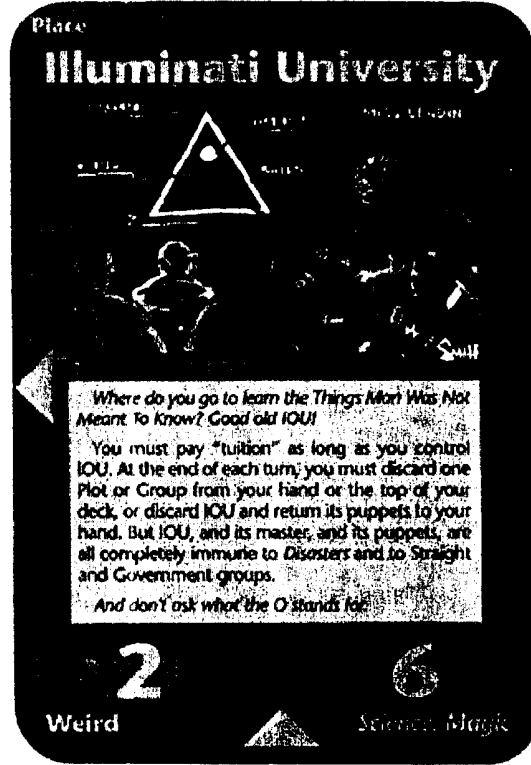 Place
Illuminati University
Where do you go to learn the Things Man Was Not
Meant To Know? Good old IOU!
You must pay "tuition" as long as you control
IOU. At the end of each turn, you must discard one
Plot or Group from your hand or the top of your
deck, or discard IOU and return its puppets to your
hand. But IOU, and its master, and its puppets, are
all completely immune to Disasters and to Straight
and Government groups.
And don't ask what the O stands for.
2
6
Weird
Science, Magic